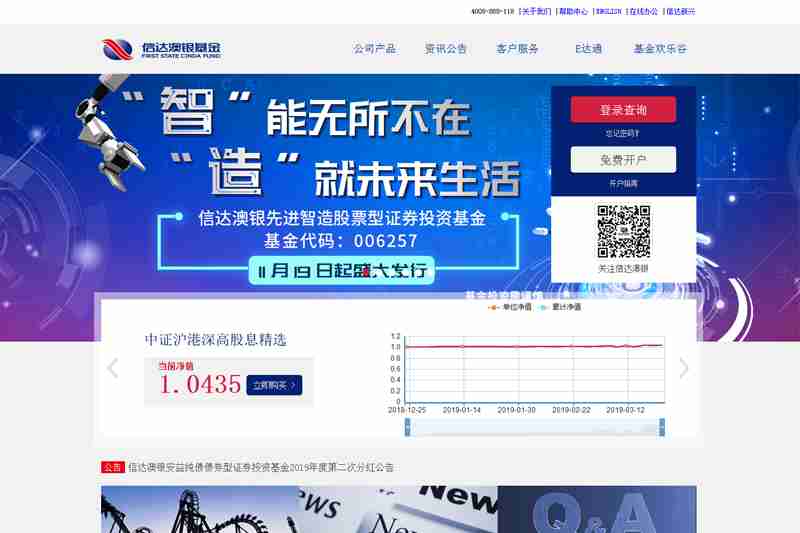 4008-888-118 |关于我们 |帮助中心 |ENGLISH |在线办公 |信达新兴
信达澳银基金
FIRST STATE CINDA FUND
公司产品 资讯公告 客户服务 E达通 基金欢乐谷
“智“能无所不在
“造“就未来生活
信达澳银先进智造股票型证券投资基金
基金代码：006257
11月19日起盛大发行
登录查询
忘记密码？
免费开户
开户指南
关注信达澳银
单位净值 累计净值
中证沪港深高股息精选
当前净值
1.0435
立即购买 >
1.2
1.0
0.8
0.6
0.4
0.2
0
2018-12-25 2019-01-14 2019-01-30 2019-02-22 2019-03-12
公告 信达澳银安益纯债债券型证券投资基金2019年度第二次分红公告
ews
News
New
Q&A